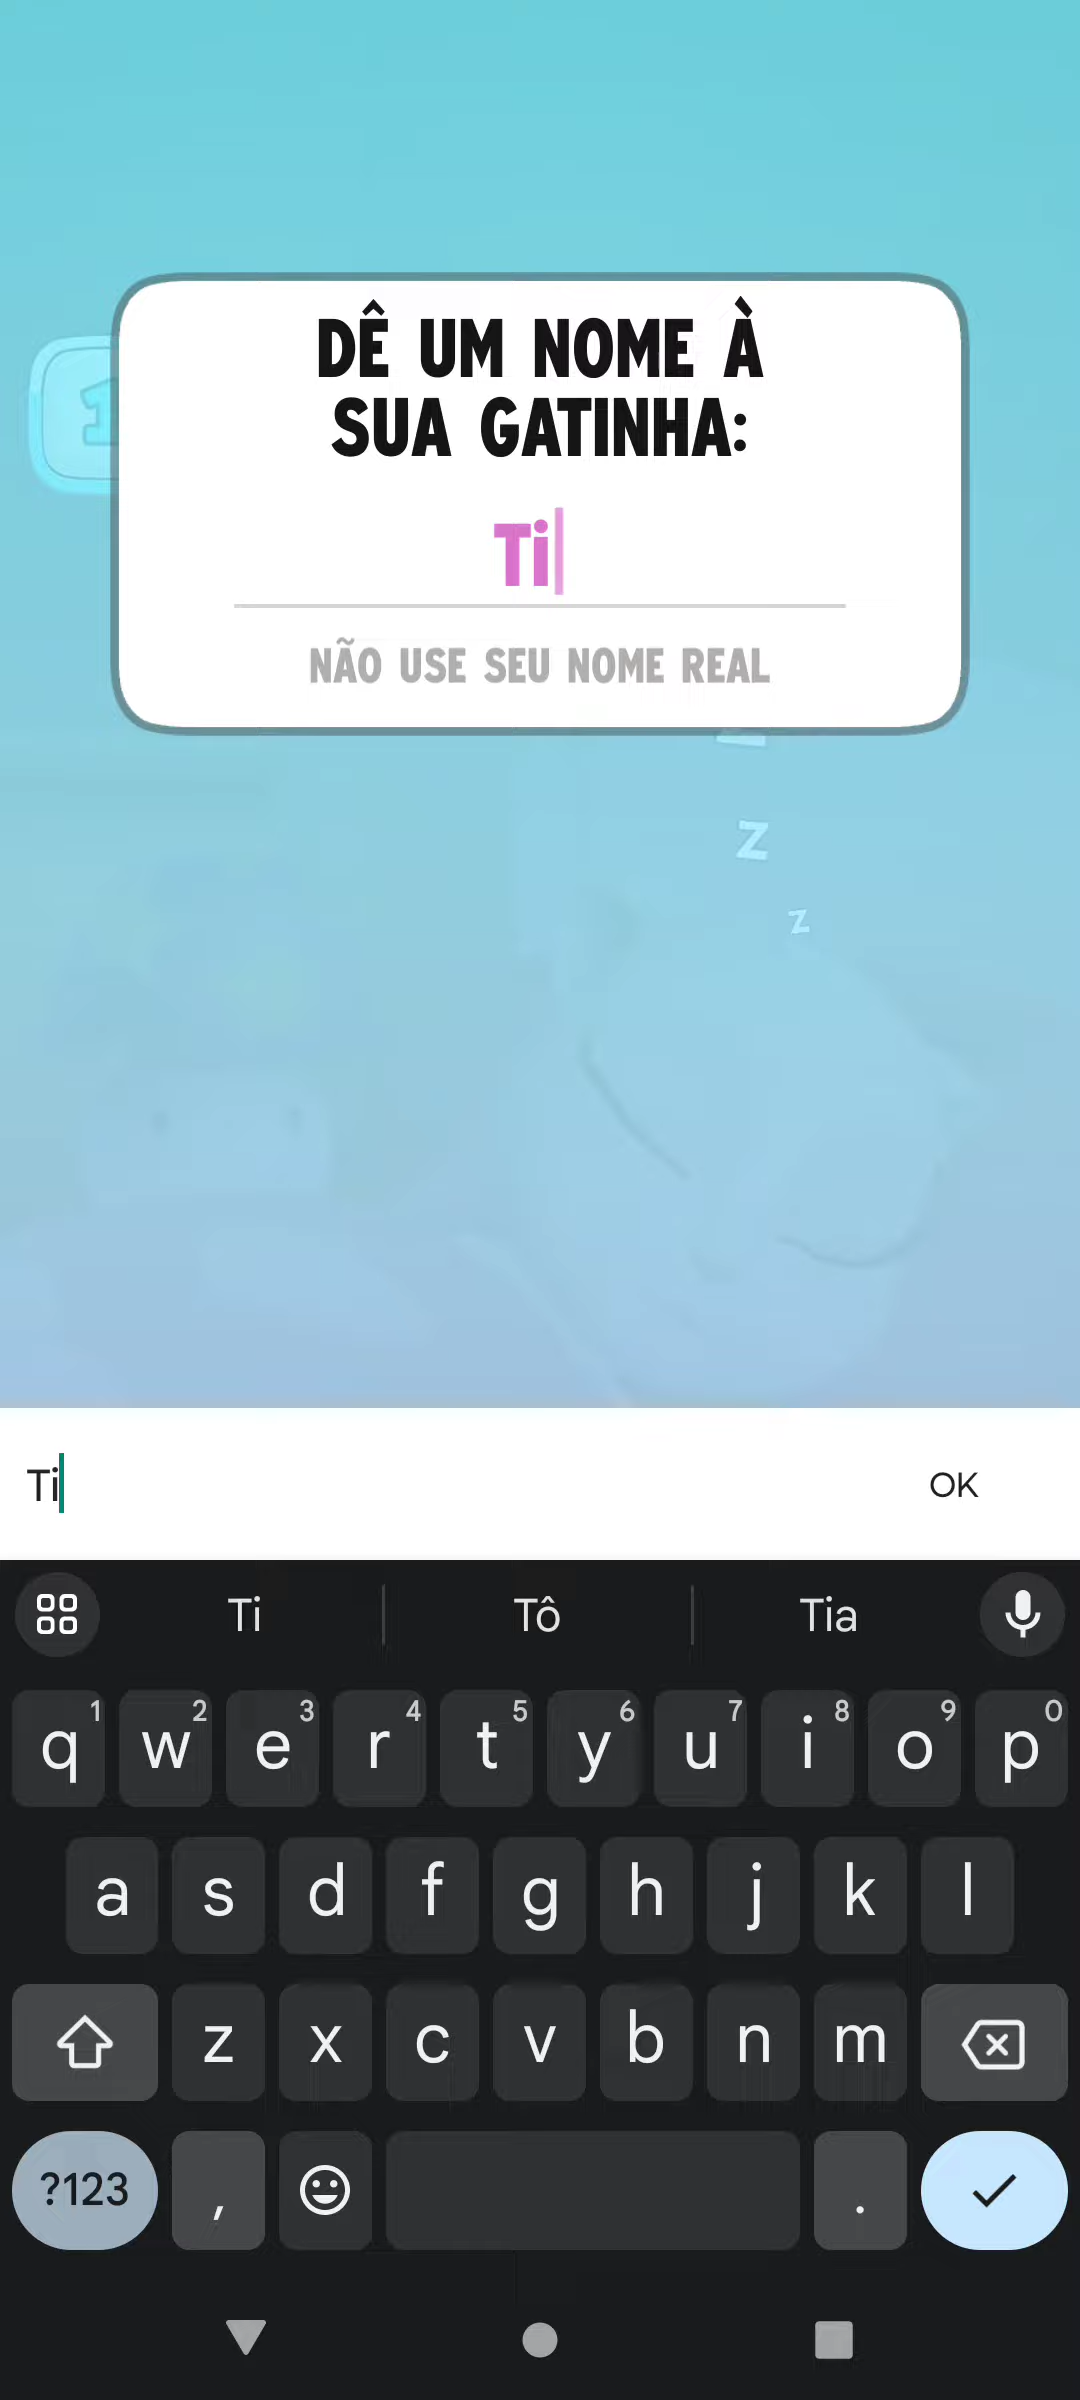 DÊ UM NOME À
SUA GATINHA:
Ti
NÃO USE SEU NOME REAL
1
z
z
Ti
OK
Ti Tô Tia
1 2 3 4 5 6 7 8 9 0
q w e r t y u i o p
a s d f g h j k l
z x c v b n m
?123 , .